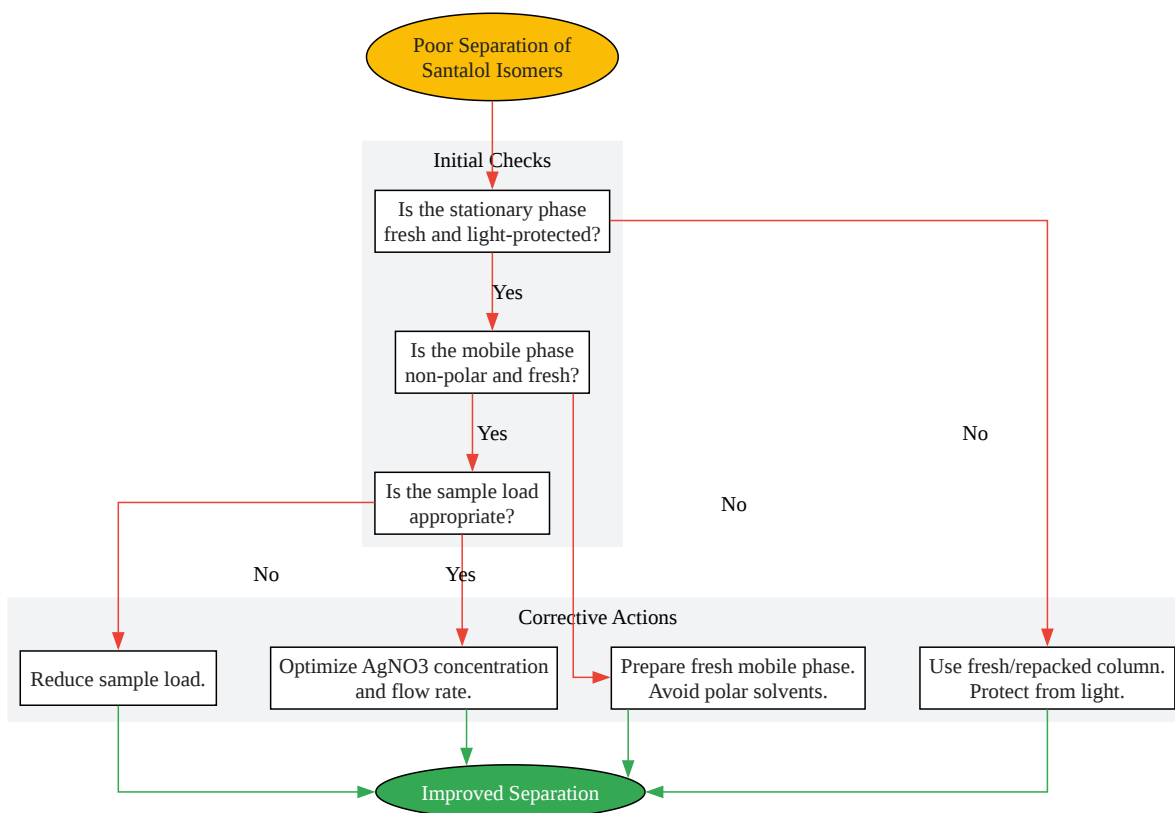 Poor Separation of
Santalol Isomers
Initial Checks
Is the stationary phase
fresh and light-protected?
Yes
Is the mobile phase
non-polar and fresh?
Yes
No
Is the sample load
appropriate?
No
No
Yes
Corrective Actions
Reduce sample load.
Optimize AgNO3 concentration
and flow rate.
Prepare fresh mobile phase.
Avoid polar solvents.
Use fresh/repacked column.
Protect from light.
Improved Separation